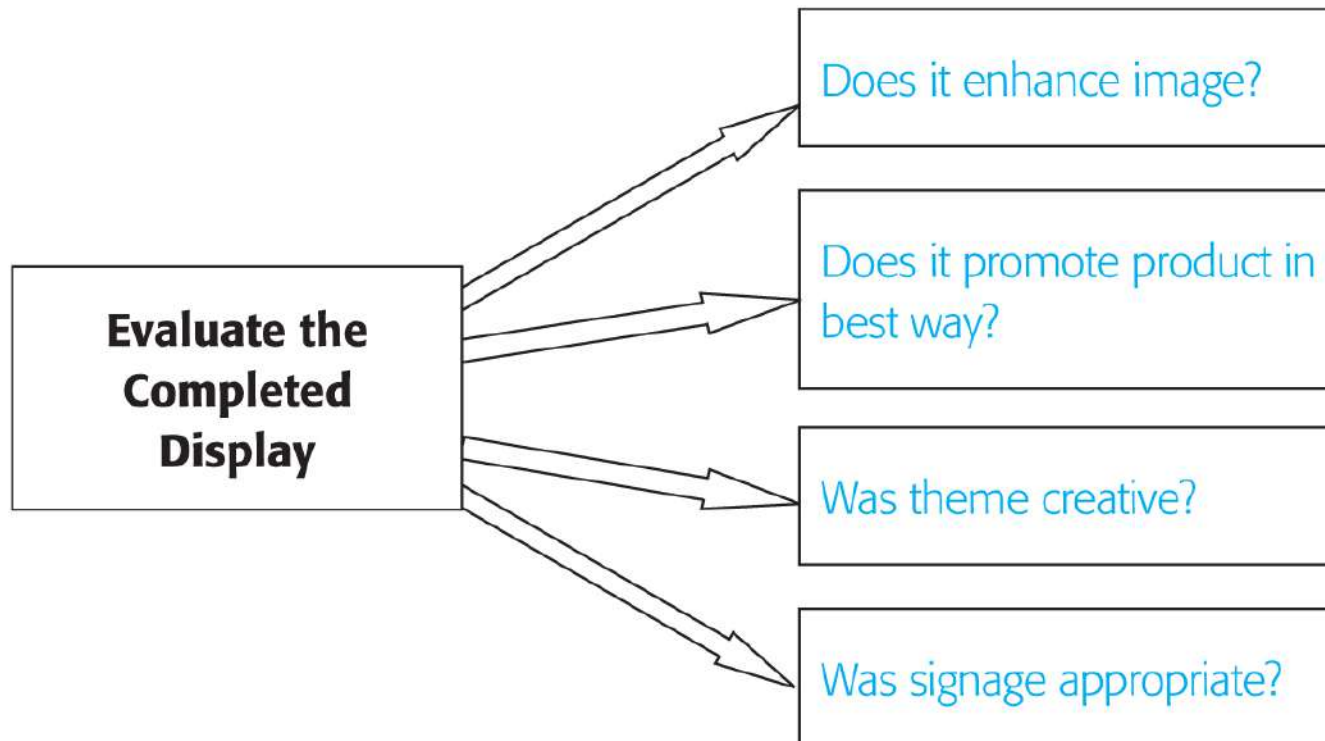 Evaluate the
Completed
Display
Does it enhance image?
Does it promote product in
best way?
Was theme creative?
Was signage appropriate?